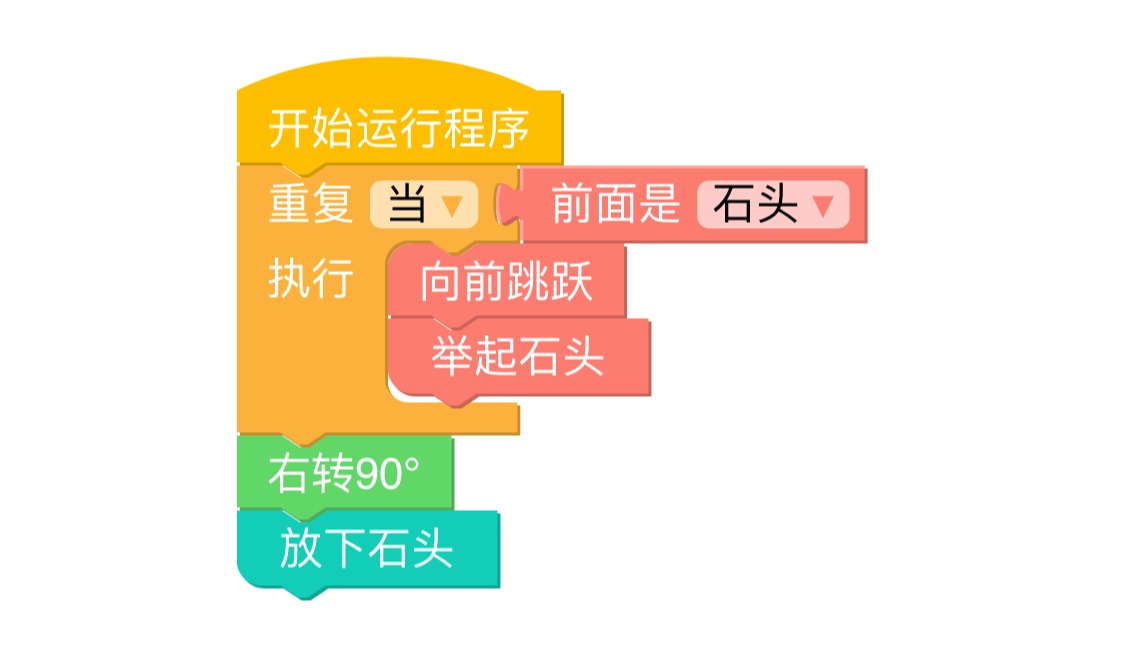 开始运行程序
重复 当 ▼ 前面是 石头 ▼
执行 向前跳跃
举起石头
右转90°
放下石头